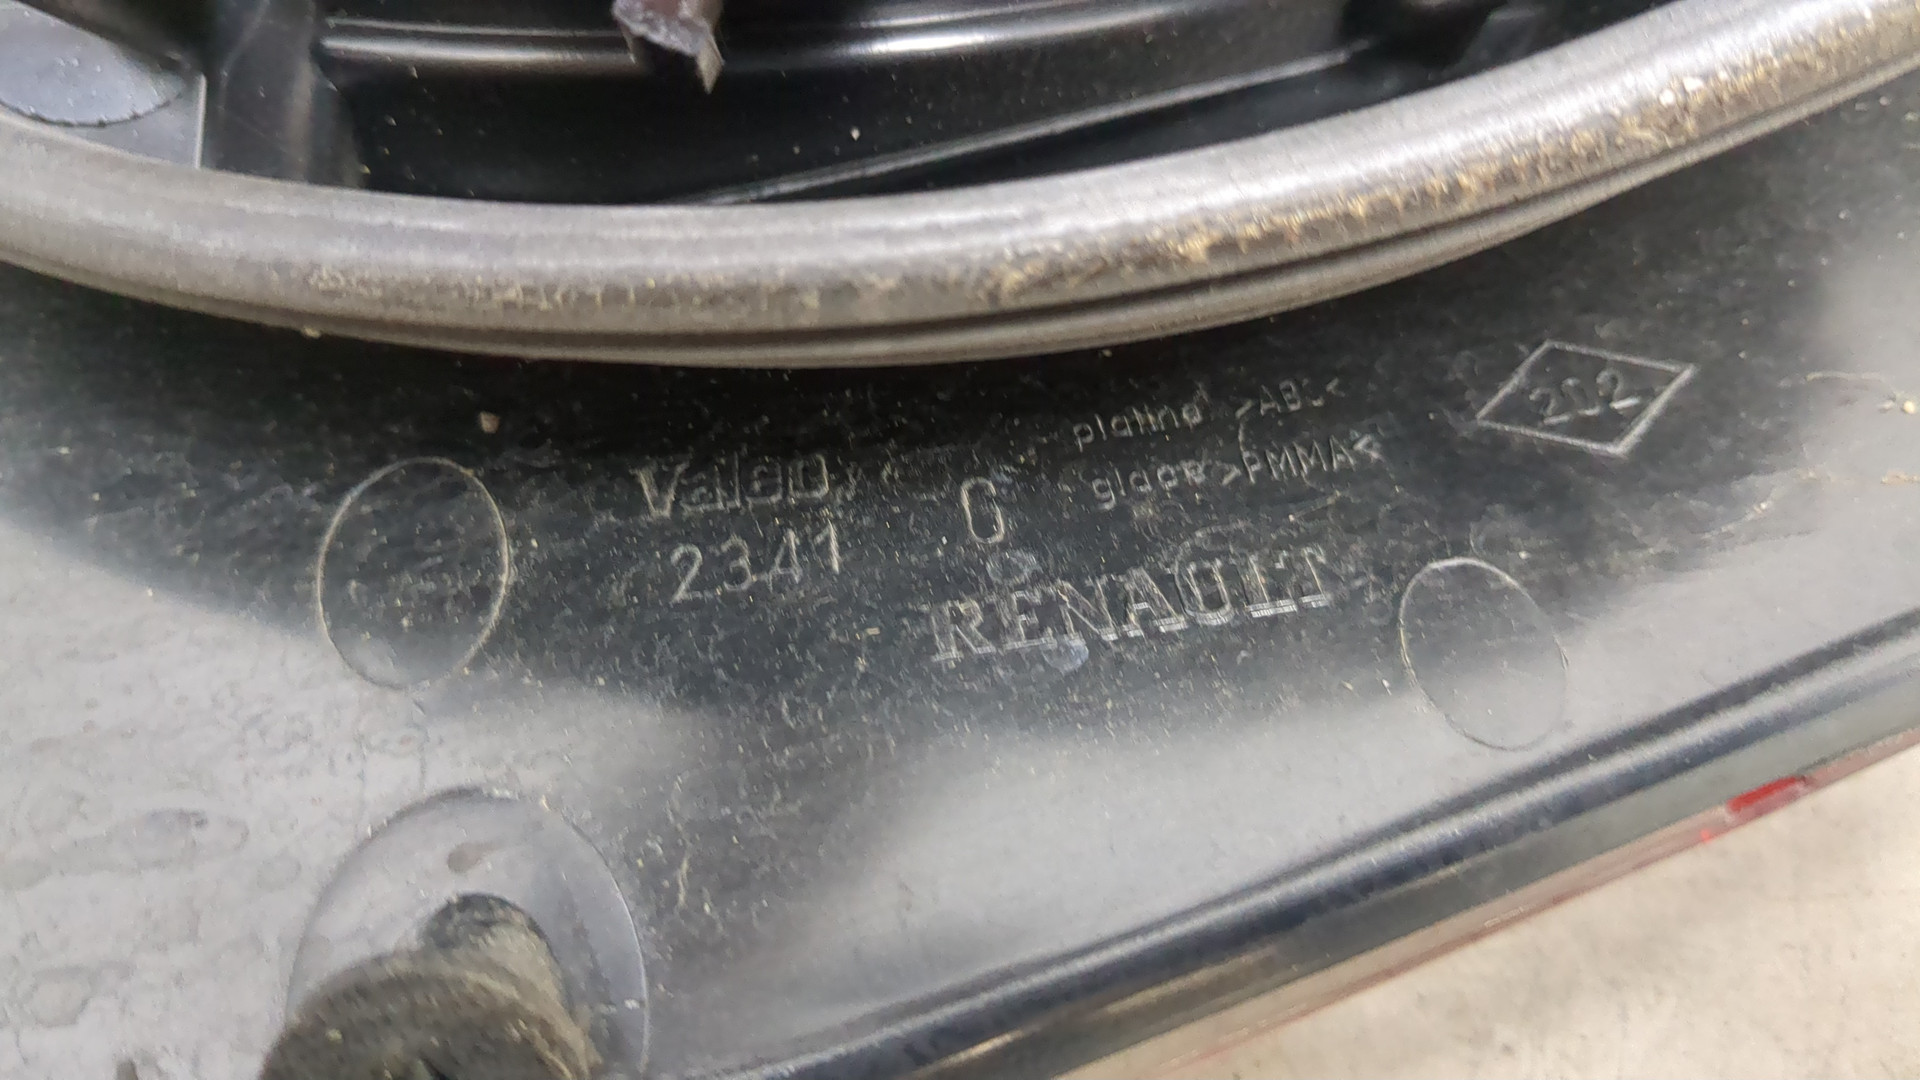 Valeo
2341 G
platine >ABS<
glace >PMMA<
202
RENAULT